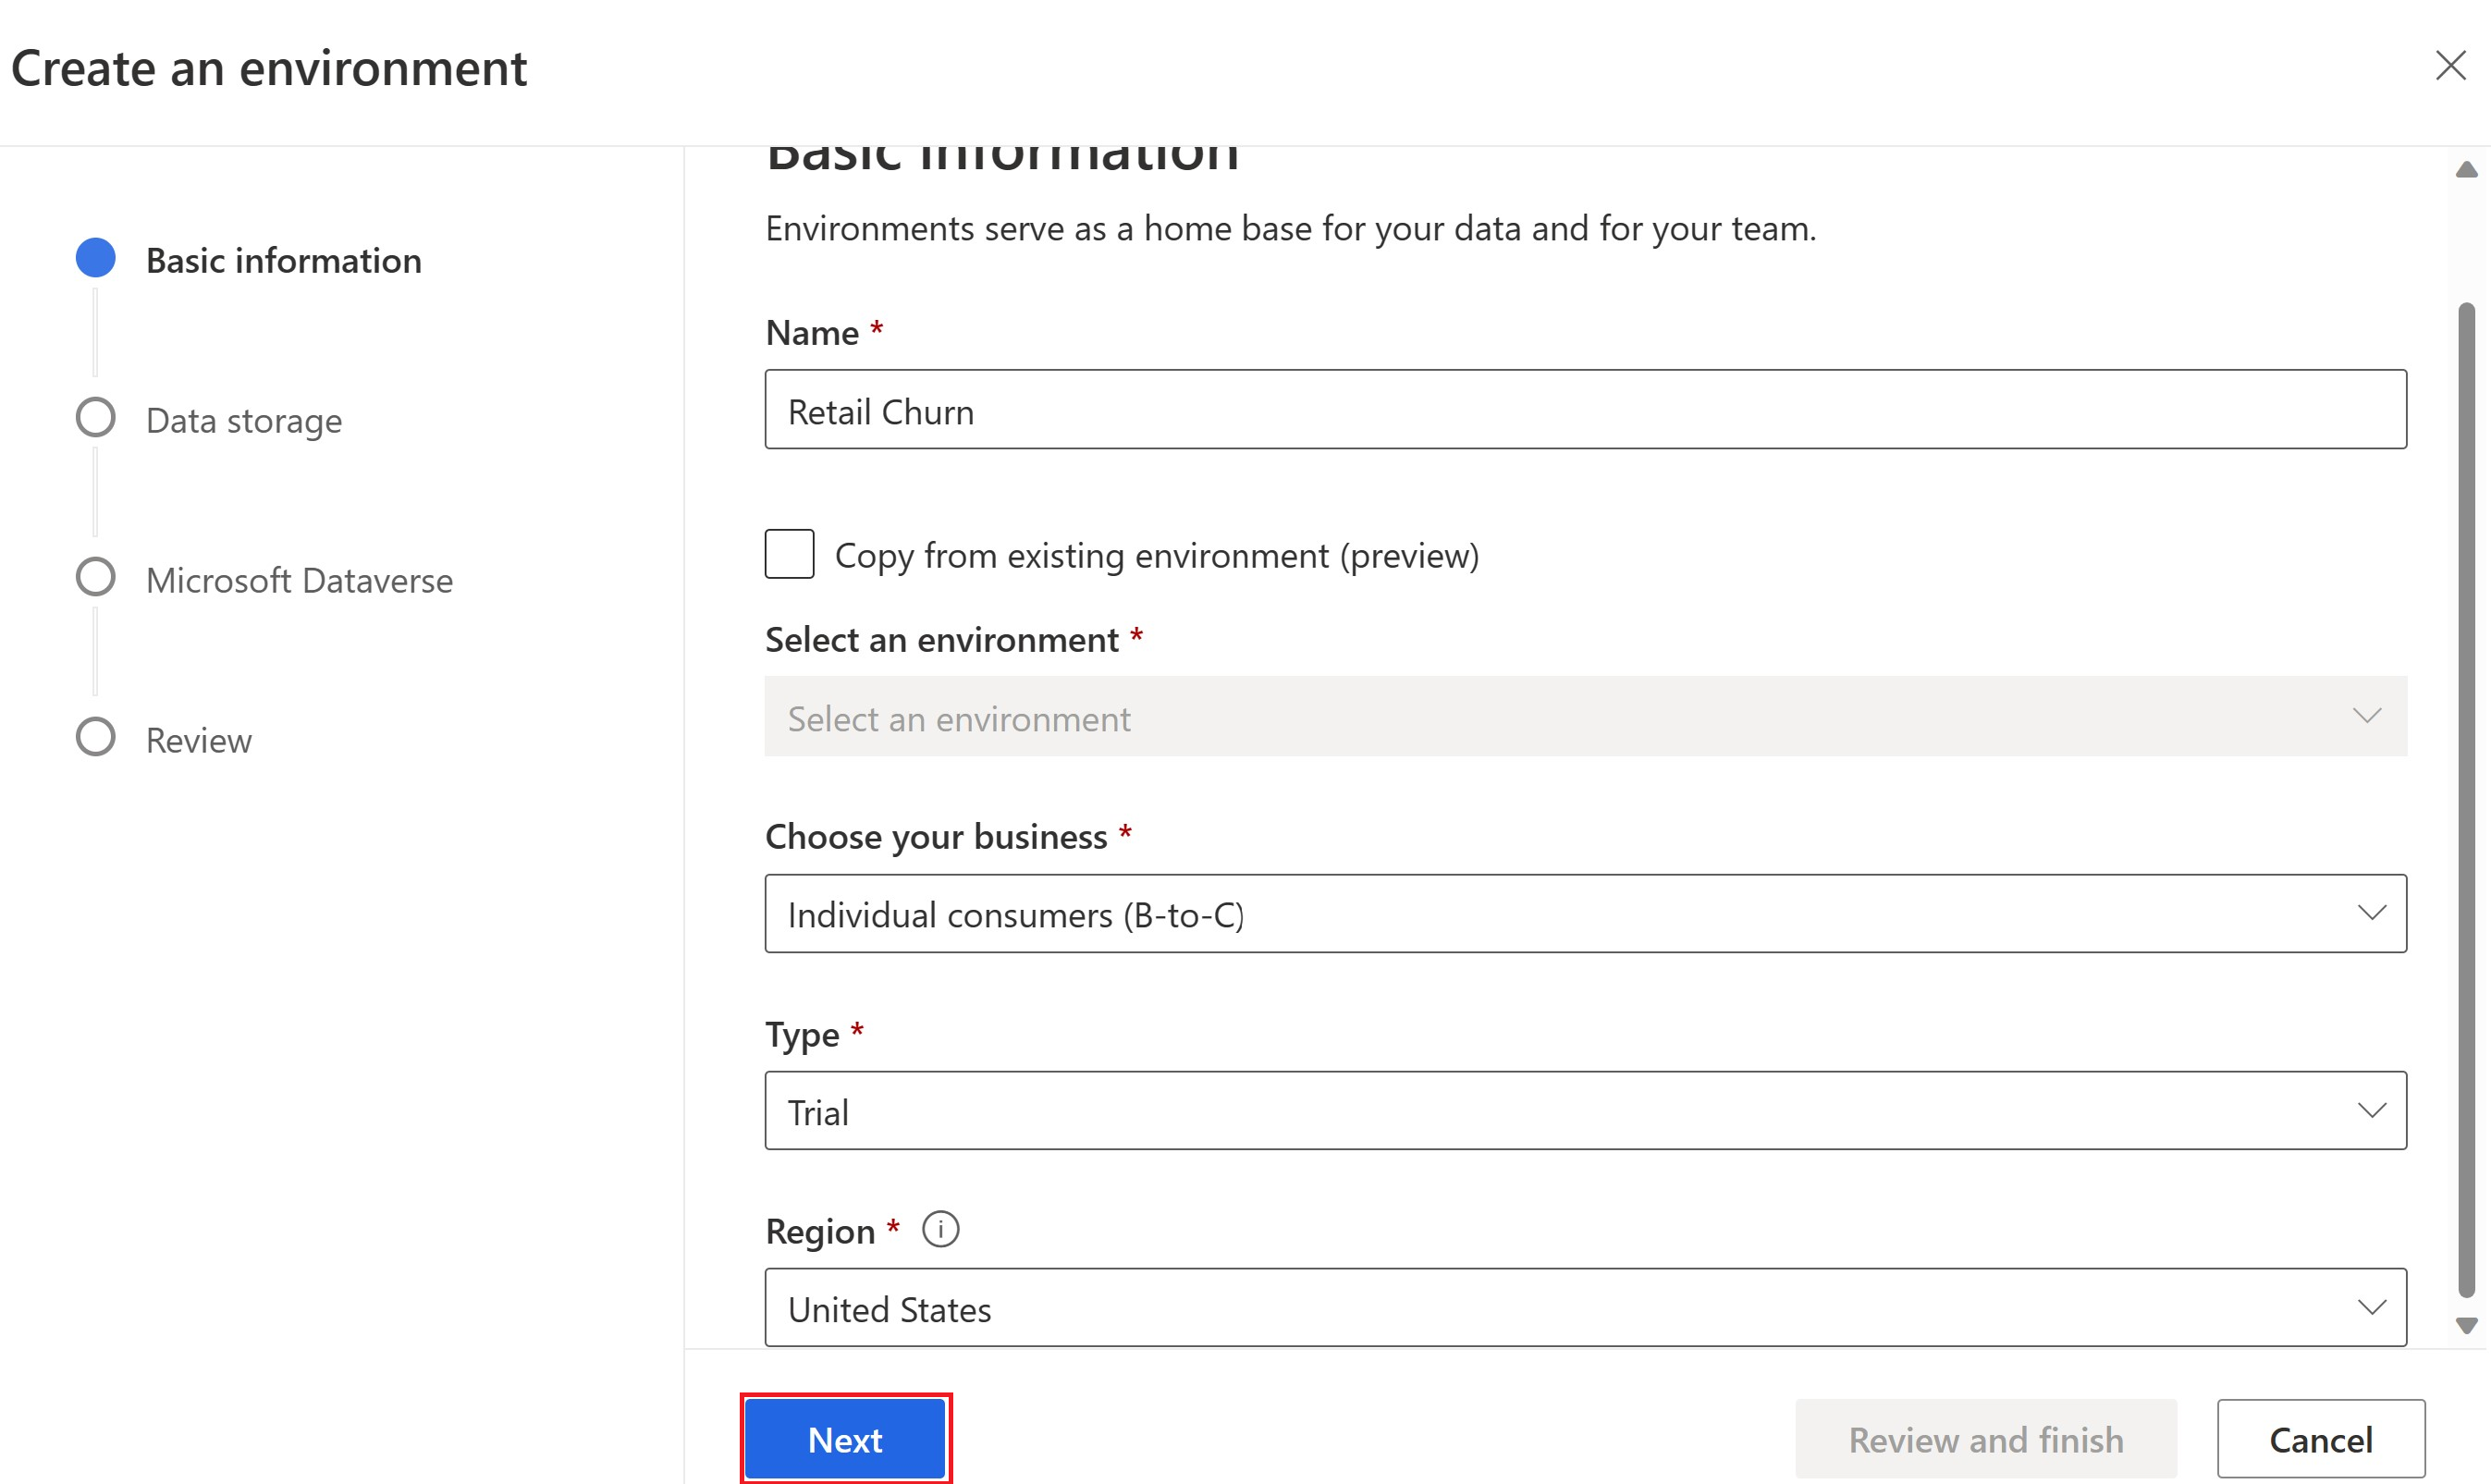 Create an environment
Basic information
Data storage
Microsoft Dataverse
Review
Basic information
Environments serve as a home base for your data and for your team.
Name *
Retail Churn
Copy from existing environment (preview)
Select an environment *
Select an environment
Choose your business *
Individual consumers (B-to-C)
Type *
Trial
Region *
United States
Next
Review and finish
Cancel